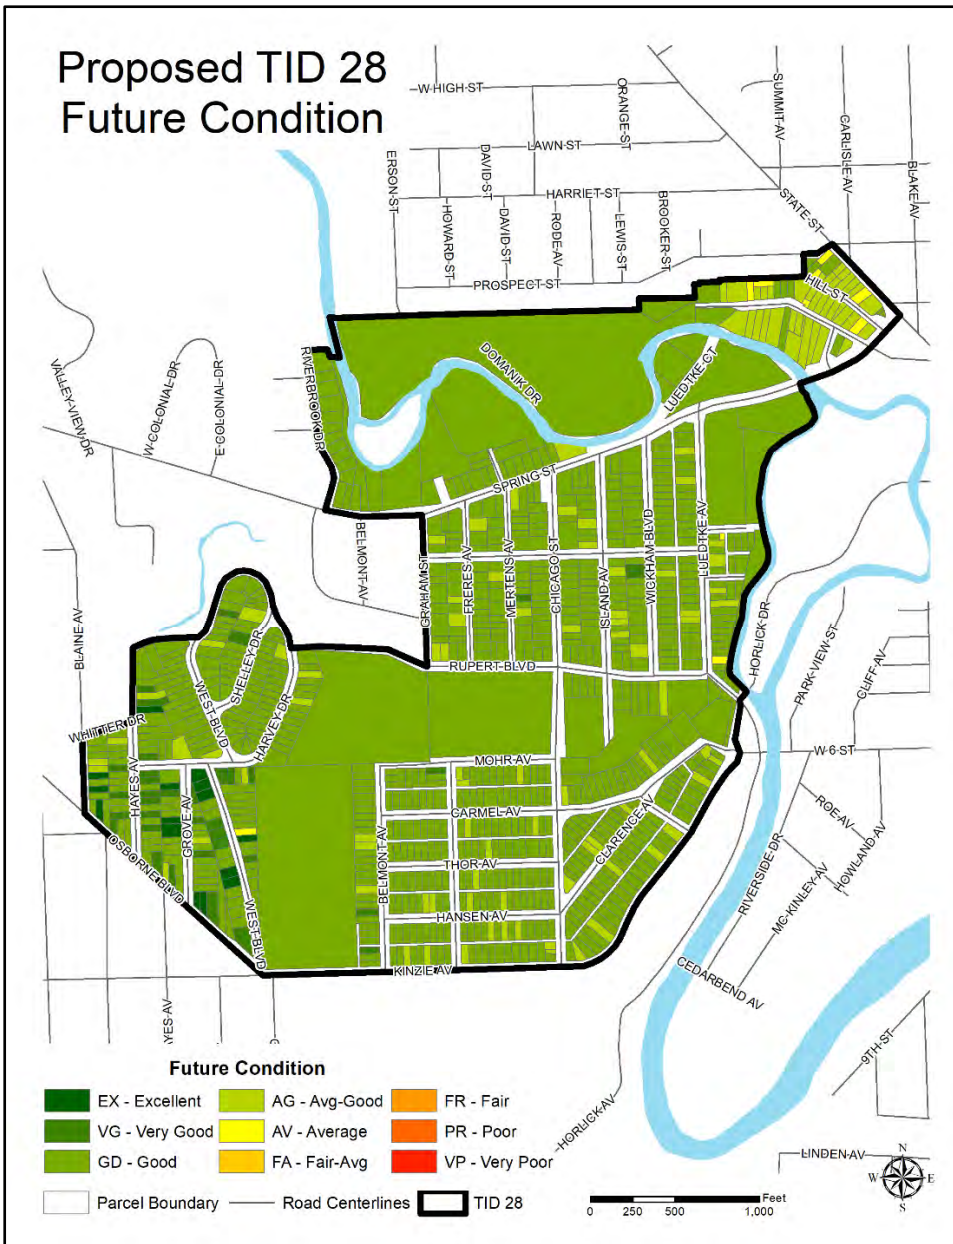 Proposed TID 28
Future Condition
W HIGH ST
ORANGE ST
SUMMIT AV
CARLISLE AV
BLAKE AV
LAWN ST
ERSON ST
DAVID ST
HARRIET ST
STATE ST
HOWARD ST
DAVID ST
RODE AV
LEWIS ST
BROOKER ST
PROSPECT ST
HILL ST
VALLEY VIEW DR
W COLONIAL DR
E COLONIAL DR
RIVERBROOK DR
DOMANIK DR
LUEDTKE CT
SPRING ST
BELMONT AV
GRAHAM ST
FRERES AV
MERTENS AV
CHICAGO ST
ISLAND AV
WICKHAM BLVD
LUEDTKE AV
BLAINE AV
SHELLEY DR
WEST BLVD
HARVEY DR
RUPERT BLVD
HORLICK DR
PARK VIEW ST
CLIFF AV
WHITTER DR
HAYES AV
GROVE AV
MOHR AV
W 6 ST
CARMEL AV
CLARENCE AV
ROE AV
HOWLAND AV
BELMONT AV
THOR AV
OSBORNE BLVD
WEST BLVD
HANSEN AV
RIVERSIDE DR
MC KINLEY AV
KINZIE AV
CEDARBEND AV
YES AV
9TH ST
HORLICK AV
LINDEN AV
Future Condition
EX - Excellent
AG - Avg-Good
FR - Fair
VG - Very Good
AV - Average
PR - Poor
GD - Good
FA - Fair-Avg
VP - Very Poor
Parcel Boundary
Road Centerlines
TID 28
Feet
0 250 500 1,000
N
W E
S